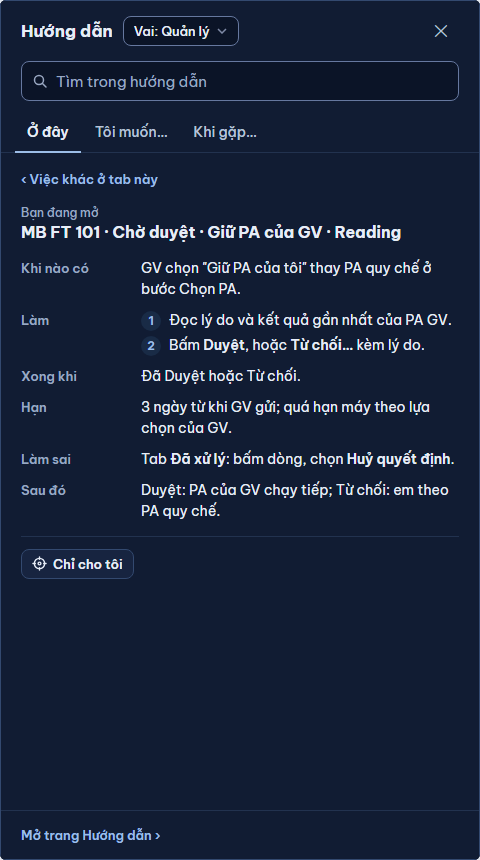 Hướng dẫn
Vai: Quản lý
Tìm trong hướng dẫn
Ở đây
Tôi muốn...
Khi gặp...
‹ Việc khác ở tab này
Bạn đang mở
MB FT 101 · Chờ duyệt · Giữ PA của GV · Reading
Khi nào có
GV chọn "Giữ PA của tôi" thay PA quy chế ở
bước Chọn PA.
Làm
1 Đọc lý do và kết quả gần nhất của PA GV.
2 Bấm Duyệt, hoặc Từ chối... kèm lý do.
Xong khi
Đã Duyệt hoặc Từ chối.
Hạn
3 ngày từ khi GV gửi; quá hạn máy theo lựa
chọn của GV.
Làm sai
Tab Đã xử lý: bấm dòng, chọn Huỷ quyết định.
Sau đó
Duyệt: PA của GV chạy tiếp; Từ chối: em theo
PA quy chế.
Chỉ cho tôi
Mở trang Hướng dẫn ›